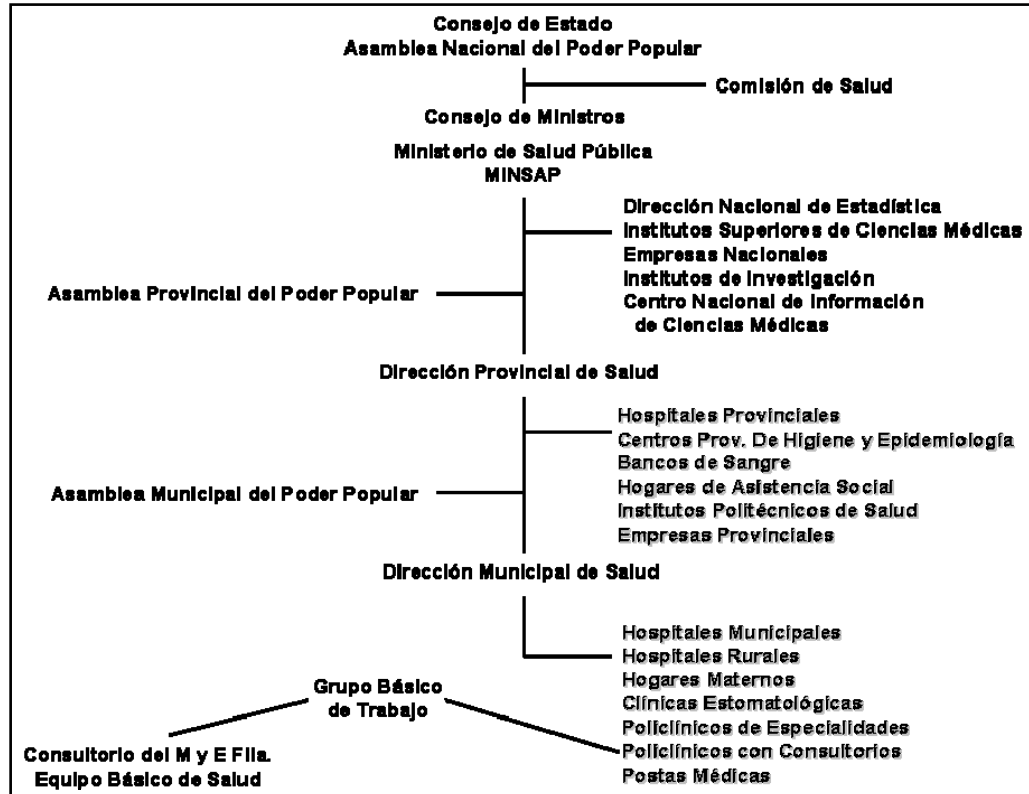 Consejo de Estado
Asamblea Nacional del Poder Popular
Comisión de Salud
Consejo de Ministros
Ministerio de Salud Pública
MINSAP
Dirección Nacional de Estadística
Institutos Superiores de Ciencias Médicas
Empresas Nacionales
Institutos de Investigación
Centro Nacional de Información
de Ciencias Médicas
Asamblea Provincial del Poder Popular
Dirección Provincial de Salud
Hospitales Provinciales
Centros Prov. De Higiene y Epidemiología
Bancos de Sangre
Hogares de Asistencia Social
Institutos Politécnicos de Salud
Empresas Provinciales
Asamblea Municipal del Poder Popular
Dirección Municipal de Salud
Hospitales Municipales
Hospitales Rurales
Hogares Maternos
Clínicas Estomatológicas
Policlínicos de Especialidades
Policlínicos con Consultorios
Postas Médicas
Grupo Básico
de Trabajo
Consultorio del M y E Flia.
Equipo Básico de Salud